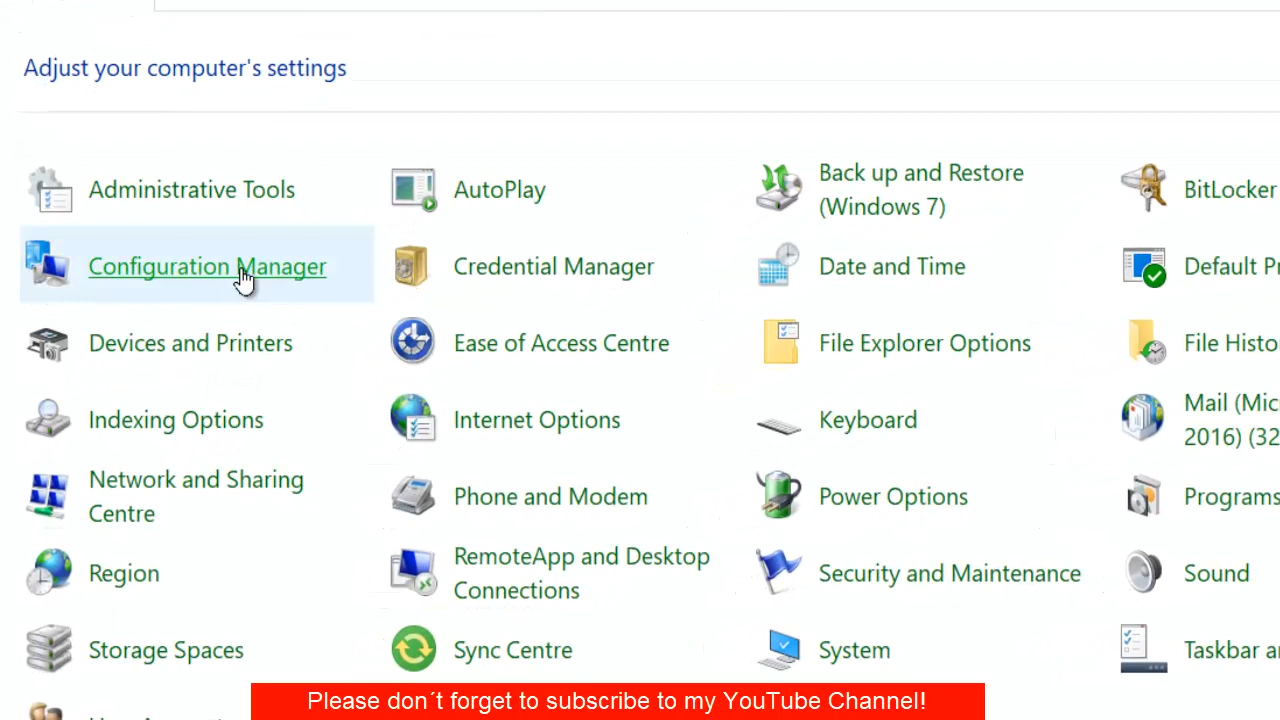 Adjust your computer's settings
Administrative Tools
AutoPlay
Back up and Restore
(Windows 7)
BitLocker
Configuration Manager
Credential Manager
Date and Time
Default Pr
Devices and Printers
Ease of Access Centre
File Explorer Options
File Histo
Indexing Options
Internet Options
Keyboard
Mail (Mic
2016) (32
Network and Sharing
Centre
Phone and Modem
Power Options
Programs
Region
RemoteApp and Desktop
Connections
Security and Maintenance
Sound
Storage Spaces
Sync Centre
System
Taskbar a
Please don´t forget to subscribe to my YouTube Channel!